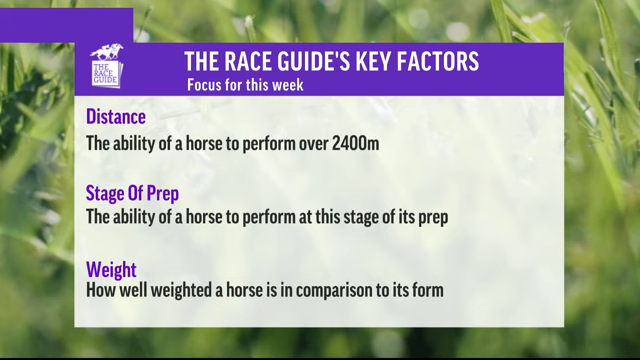 THE
RACE
GUIDE
THE RACE GUIDE'S KEY FACTORS
Focus for this week
Distance
The ability of a horse to perform over 2400m
Stage Of Prep
The ability of a horse to perform at this stage of its prep
Weight
How well weighted a horse is in comparison to its form